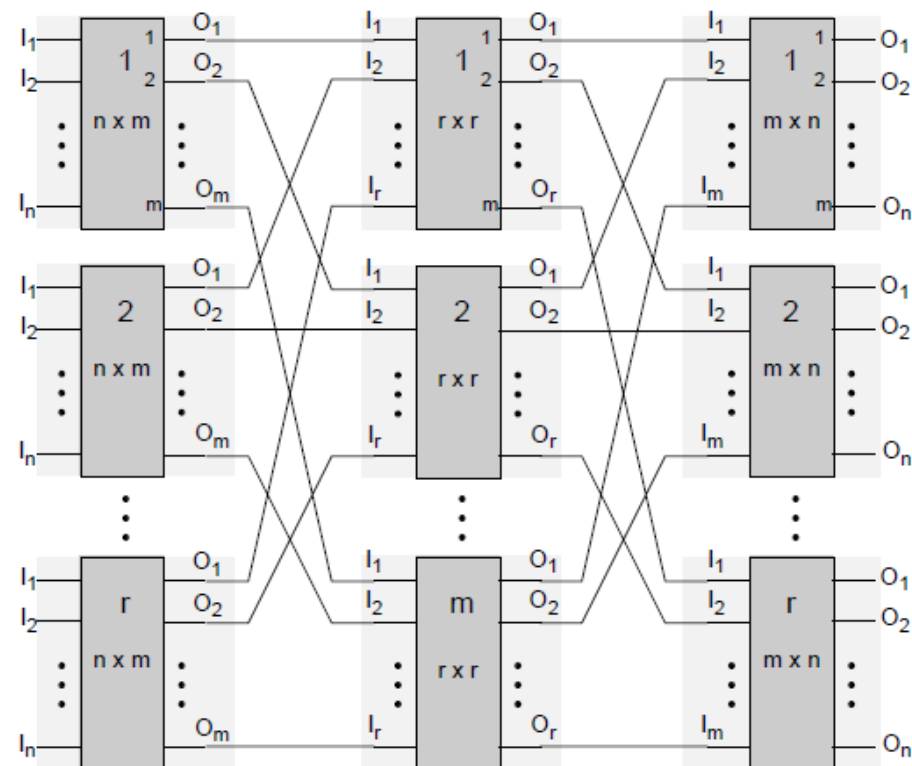 I₁ O₁ I₁ O₁ I₁ O₁
1 1 1 1 1 1
I₂ O₂ I₂ O₂ I₂ O₂
2 2 2
n x m r x r m x n
Iₙ Oₘ Iᵣ Oᵣ Iₘ Oₙ
m m m
I₁ O₁ I₁ O₁ I₁ O₁
2 2 2
I₂ O₂ I₂ O₂ I₂ O₂
n x m r x r m x n
Iₙ Oₘ Iᵣ Oᵣ Iₘ Oₙ
I₁ O₁ I₁ O₁ I₁ O₁
r m r
I₂ O₂ I₂ O₂ I₂ O₂
n x m r x r m x n
Iₙ Oₘ Iᵣ Oᵣ Iₘ Oₙ